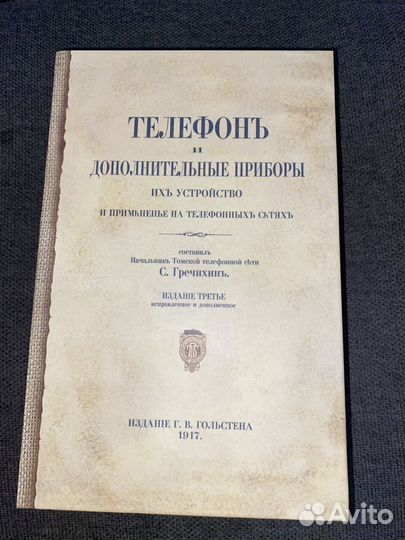 ТЕЛЕФОНЪ
И
ДОПОЛНИТЕЛЬНЫЕ ПРИБОРЫ
ИХЪ УСТРОЙСТВО
И ПРИМѢНЕНЬЕ НА ТЕЛЕФОННЫХЪ СѢТЯХЪ
СОСТАВИЛЪ
Начальникъ Томской телефонной сѣти
С. Гречихинъ.
ИЗДАНІЕ ТРЕТЬЕ
исправленное и дополненное
ИЗДАНІЕ Г. В. ГОЛЬСТЕНА
1917.
Avito